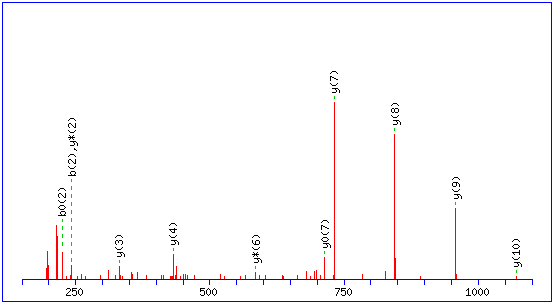 b0(2)
b(2),y*(2)
y(3)
y(4)
y*(6)
y0(7)
y(7)
y(8)
y(9)
y(10)
250
500
750
1000